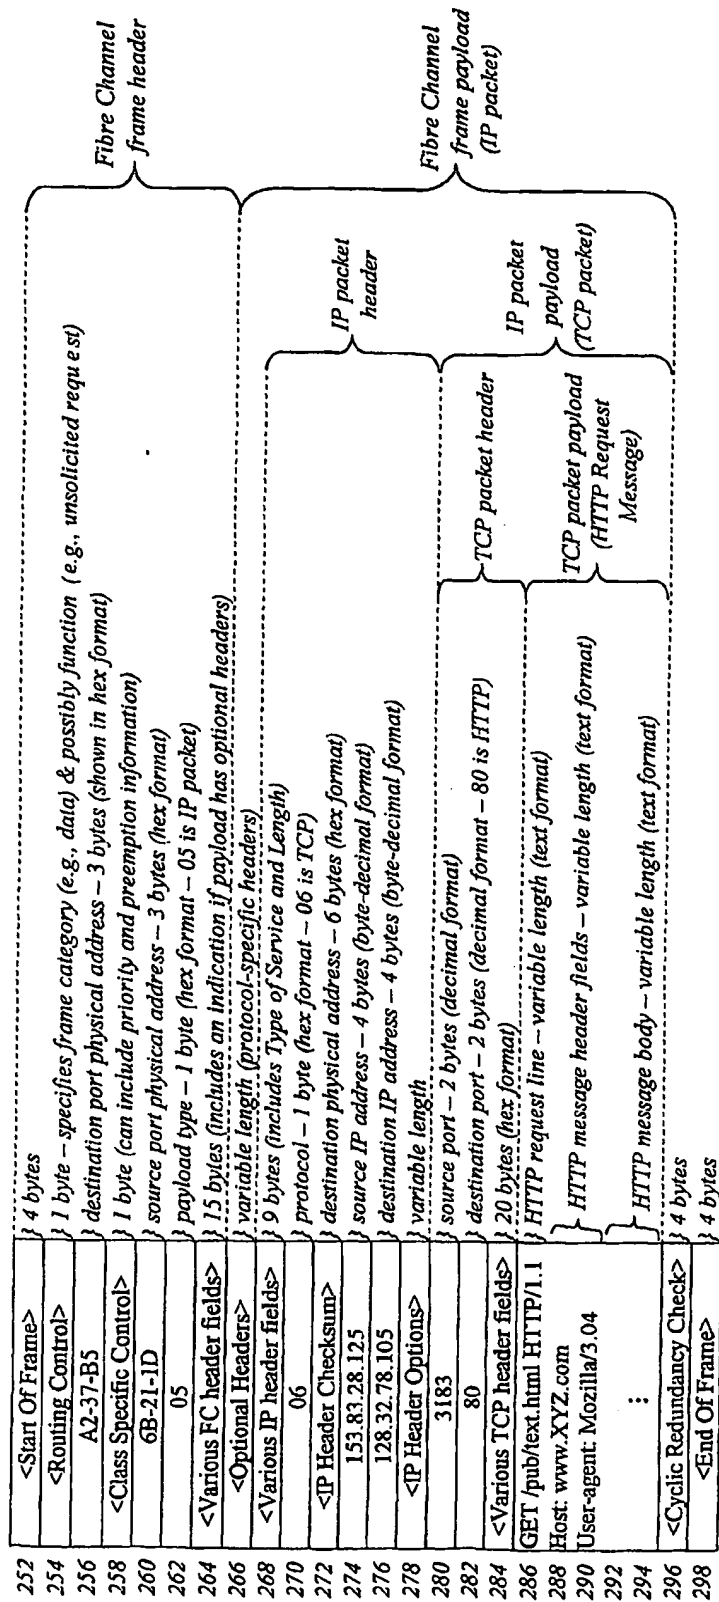 252 <Start Of Frame> } 4 bytes
254 <Routing Control> } 1 byte – specifies frame category (e.g., data) & possibly function (e.g., unsolicited request)
256 A2-37-B5 } destination port physical address – 3 bytes (shown in hex format)
258 <Class Specific Control> } 1 byte (can include priority and preemption information)
260 6B-21-1D } source port physical address – 3 bytes (hex format)
262 05 } payload type – 1 byte (hex format – 05 is IP packet)
264 <Various FC header fields> } 15 bytes (includes an indication if payload has optional headers)
266 <Optional Headers> } variable length (protocol-specific headers)
268 <Various IP header fields> } 9 bytes (includes Type of Service and Length)
270 06 } protocol – 1 byte (hex format – 06 is TCP)
272 <IP Header Checksum> } destination physical address – 6 bytes (hex format)
274 153.83.28.125 } source IP address – 4 bytes (byte-decimal format)
276 128.32.78.105 } destination IP address – 4 bytes (byte-decimal format)
278 <IP Header Options> } variable length
280 3183 } source port – 2 bytes (decimal format)
282 80 } destination port – 2 bytes (decimal format – 80 is HTTP)
284 <Various TCP header fields> } 20 bytes (hex format)
286 GET /pub/text.html HTTP/1.1 } HTTP request line – variable length (text format)
288 Host: www.XYZ.com
290 User-agent: Mozilla/3.04 } HTTP message header fields – variable length (text format)
292
294 ⋮ } HTTP message body – variable length (text format)
296 <Cyclic Redundancy Check> } 4 bytes
298 <End Of Frame> } 4 bytes
Fibre Channel
frame header
Fibre Channel
frame payload
(IP packet)
IP packet
header
IP packet
payload
(TCP packet)
TCP packet header
TCP packet payload
(HTTP Request
Message)